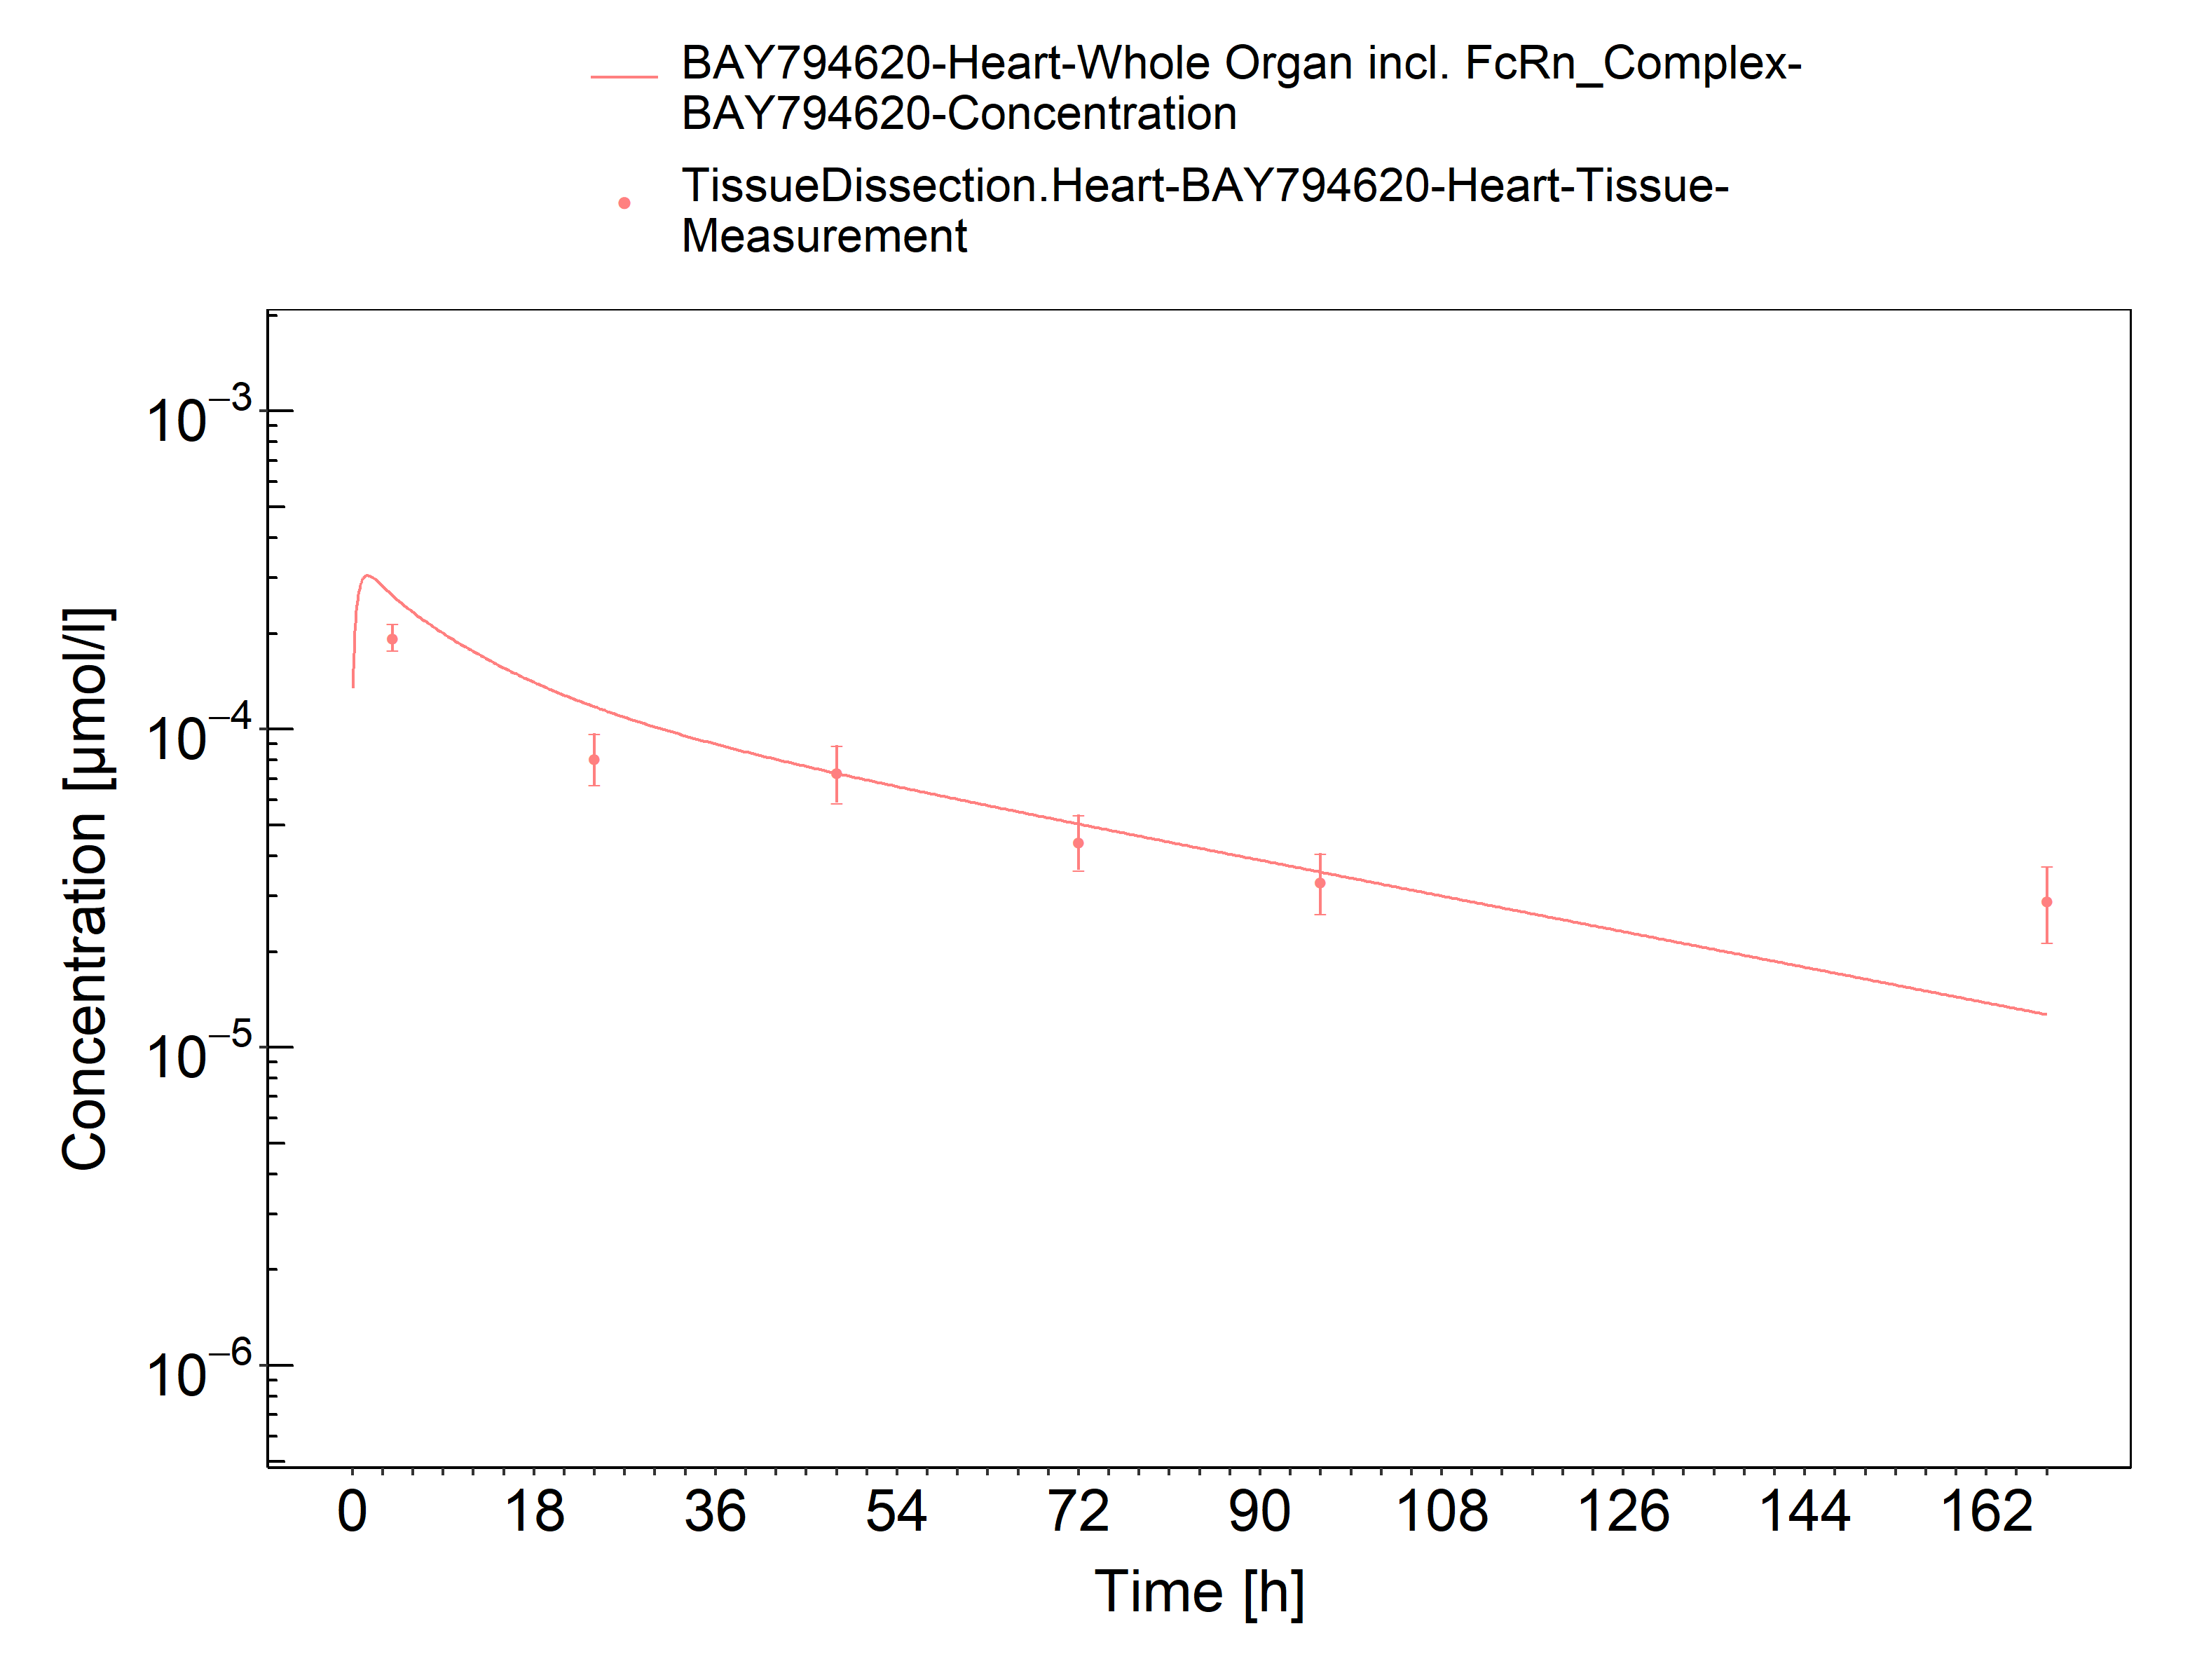 BAY794620-Heart-Whole Organ incl. FcRn_Complex-
BAY794620-Concentration
TissueDissection.Heart-BAY794620-Heart-Tissue-
Measurement
10⁻³
10⁻⁴
10⁻⁵
10⁻⁶
Concentration [µmol/l]
0 18 36 54 72 90 108 126 144 162
Time [h]